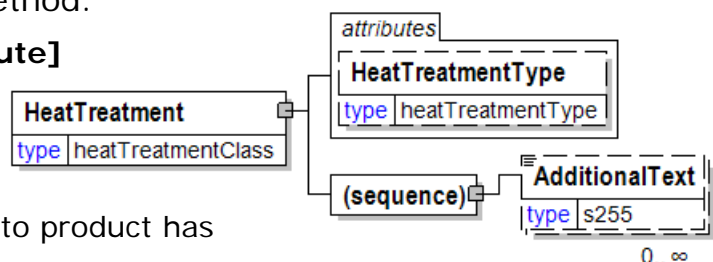 ethod.
attributes
ute]
HeatTreatmentType
type heatTreatmentType
HeatTreatment
type heatTreatmentClass
(sequence)
AdditionalText
type s255
to product has
0..∞